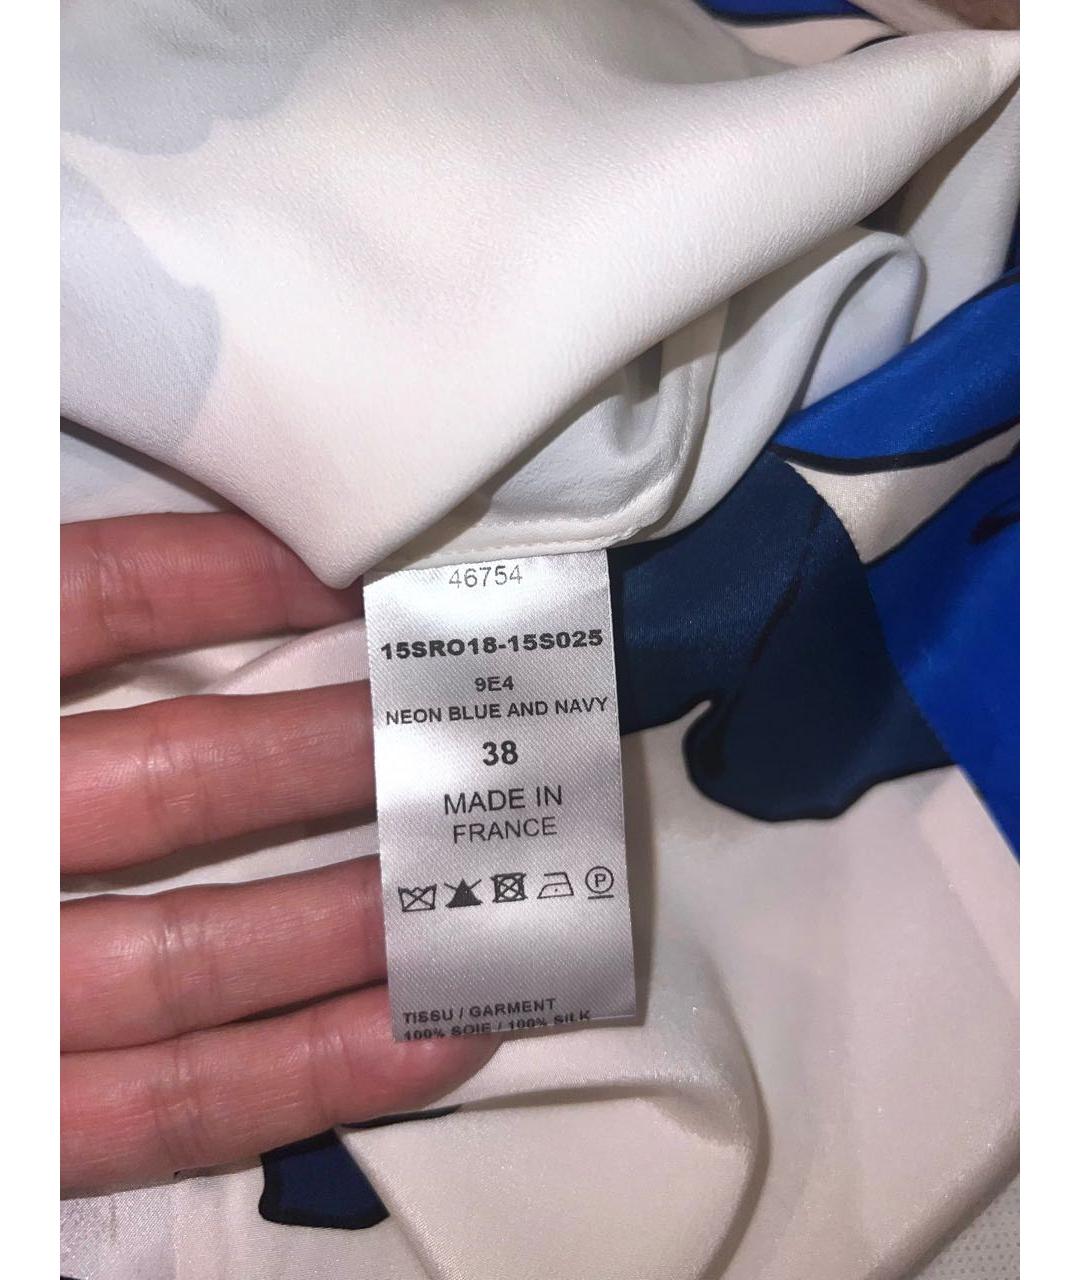 46754
15SRO18-15S025
9E4
NEON BLUE AND NAVY
38
MADE IN
FRANCE
P
TISSU / GARMENT
100% SOIE / 100% SILK